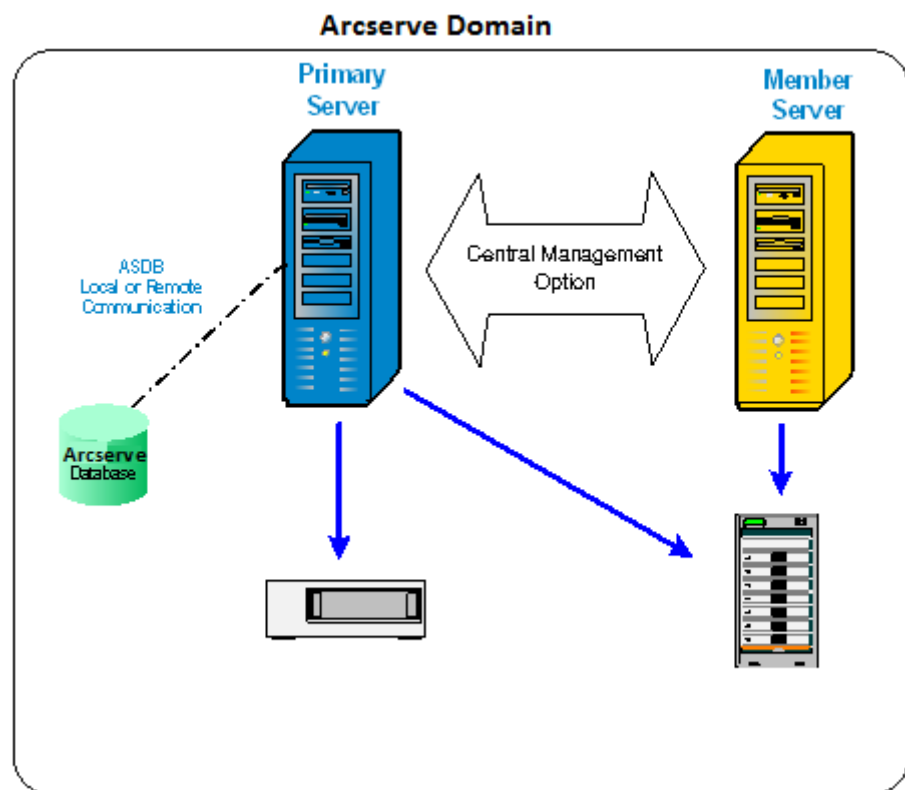 Arcserve Domain
Primary
Server
Member
Server
Central Management
Option
ASDB
Local or Remote
Communication
Arcserve
Database